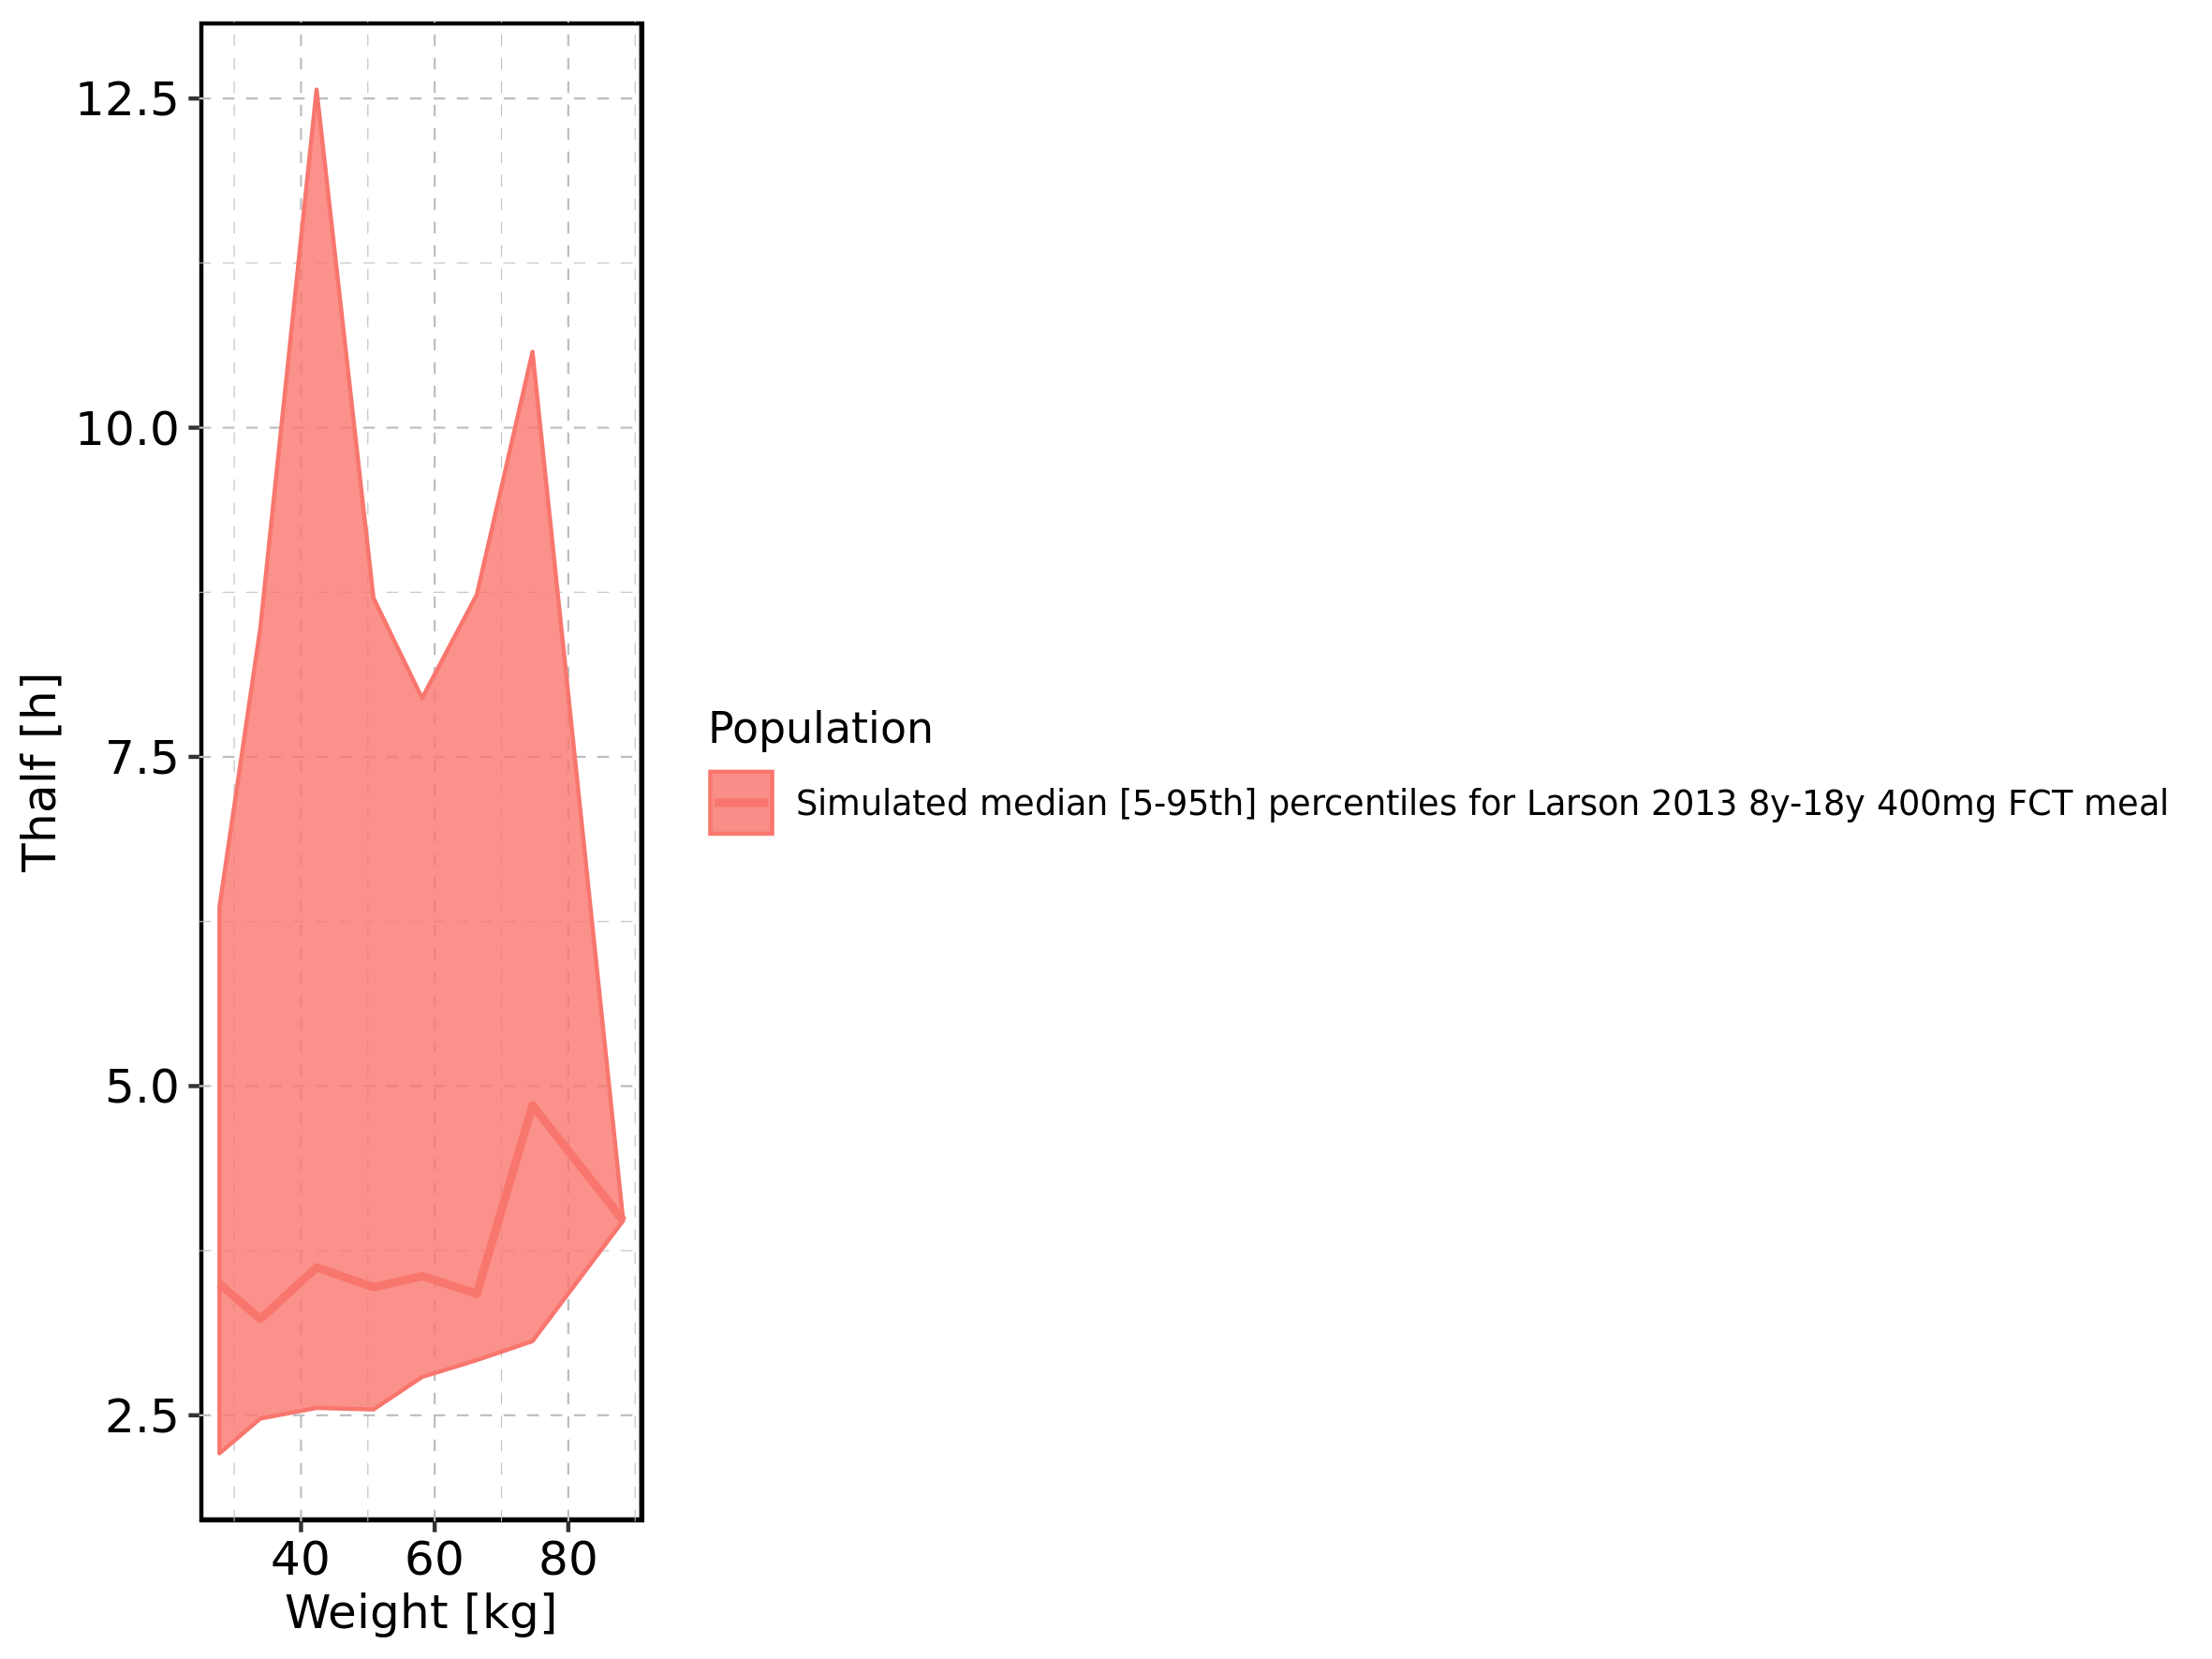 12.5
10.0
7.5
5.0
2.5
Thalf [h]
40 60 80
Weight [kg]
Population
Simulated median [5-95th] percentiles for Larson 2013 8y-18y 400mg FCT meal